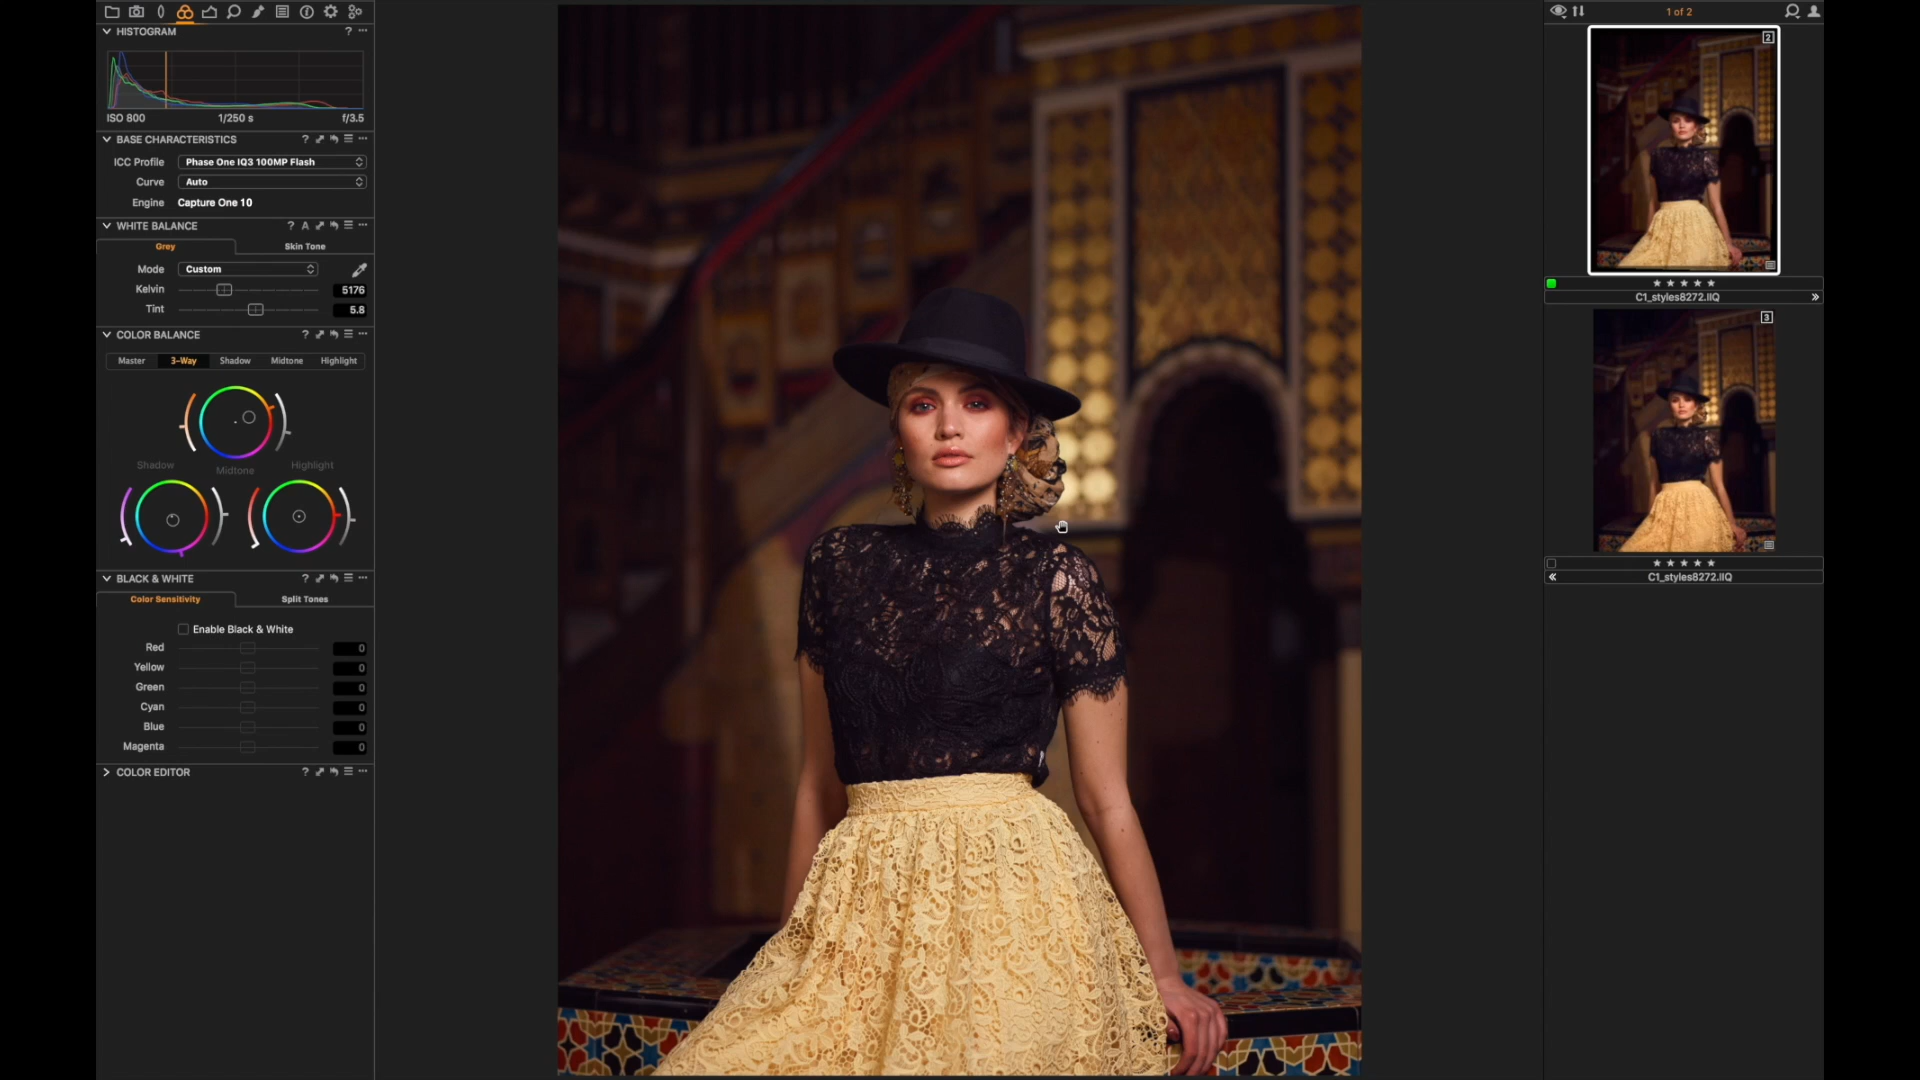 HISTOGRAM ? ...
ISO 800 1/250 s f/3.5
BASE CHARACTERISTICS ? ...
ICC Profile Phase One IQ3 100MP Flash
Curve Auto
Engine Capture One 10
WHITE BALANCE ? A ...
Grey Skin Tone
Mode Custom
Kelvin 5176
Tint 5.8
COLOR BALANCE ? ...
Master 3-Way Shadow Midtone Highlight
Shadow Midtone Highlight
BLACK & WHITE ? ...
Color Sensitivity Split Tones
Enable Black & White
Red 0
Yellow 0
Green 0
Cyan 0
Blue 0
Magenta 0
COLOR EDITOR ? ...
1 of 2
2
C1_styles8272.IIQ »
3
« C1_styles8272.IIQ